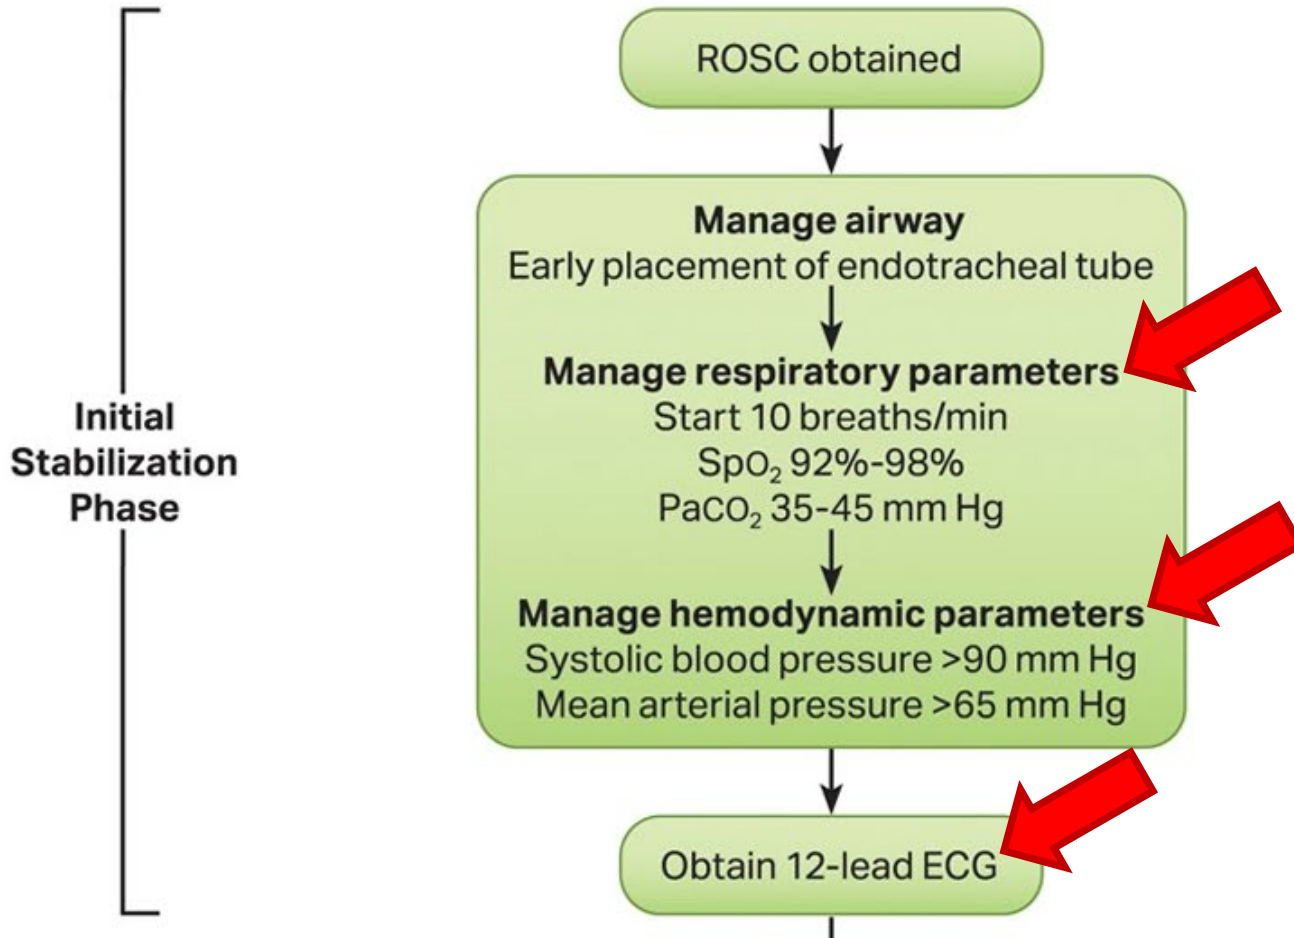 ROSC obtained
Manage airway
Early placement of endotracheal tube
Manage respiratory parameters
Start 10 breaths/min
SpO₂ 92%-98%
PaCO₂ 35-45 mm Hg
Manage hemodynamic parameters
Systolic blood pressure >90 mm Hg
Mean arterial pressure >65 mm Hg
Obtain 12-lead ECG
Initial
Stabilization
Phase